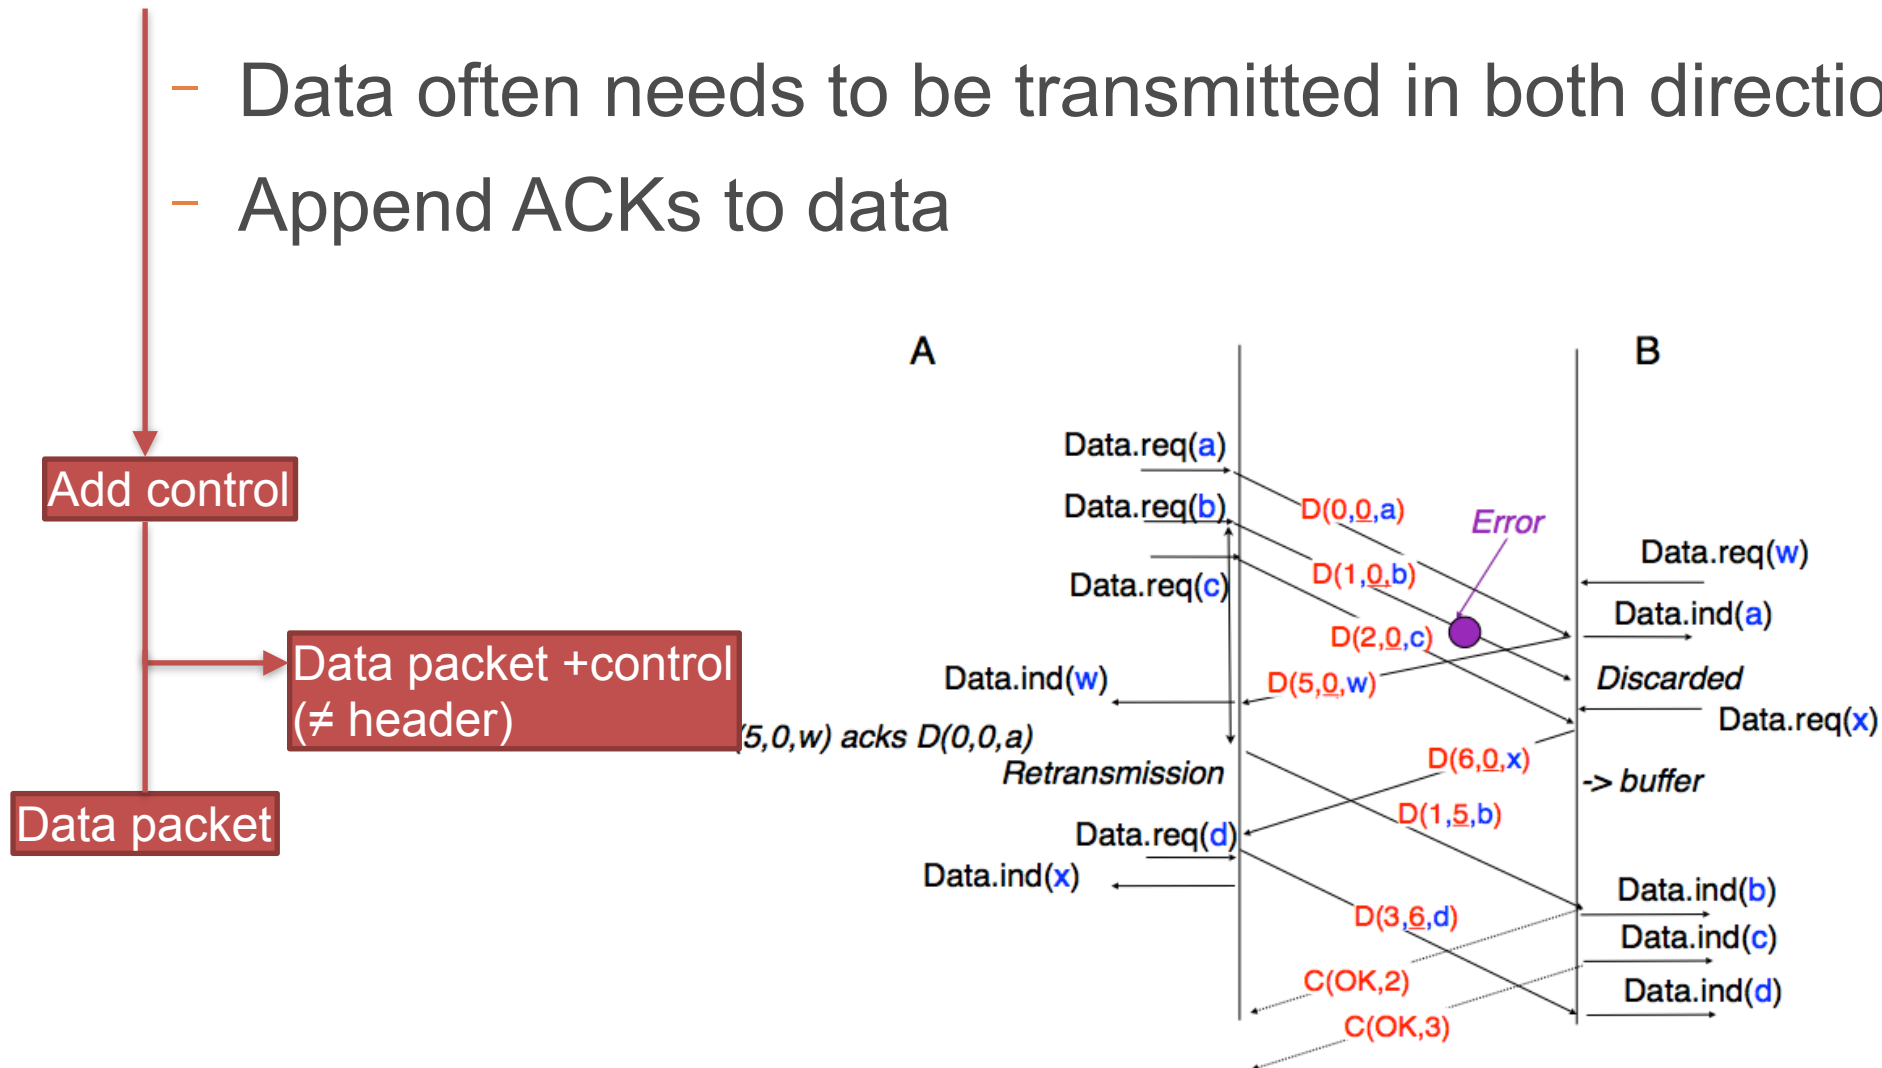 - Data often needs to be transmitted in both directio
- Append ACKs to data
Add control
Data packet +control
(≠ header)
Data packet
A
B
Data.req(a)
Data.req(b)
Data.req(c)
D(0,0,a)
D(1,0,b)
D(2,0,c)
Error
Data.req(w)
Data.ind(a)
Data.ind(w)
D(5,0,w)
Discarded
Data.req(x)
(5,0,w) acks D(0,0,a)
Retransmission
D(6,0,x)
-> buffer
D(1,5,b)
Data.req(d)
Data.ind(x)
Data.ind(b)
D(3,6,d)
Data.ind(c)
C(OK,2)
Data.ind(d)
C(OK,3)